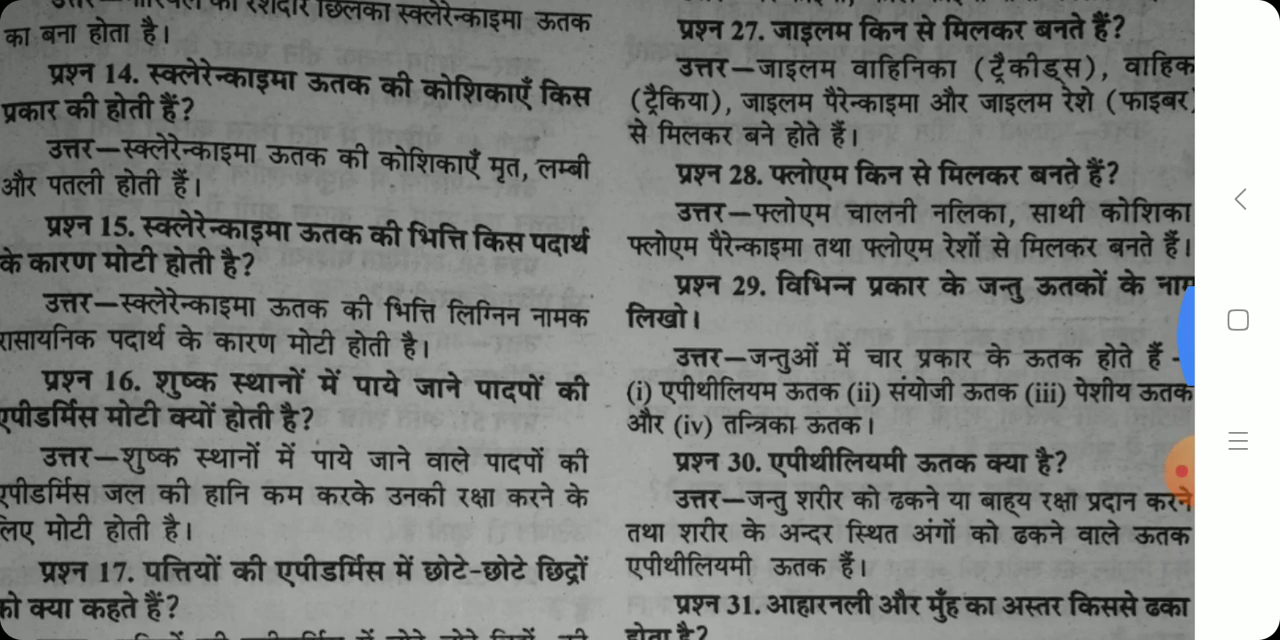 का बना होता है।
प्रश्न 14. स्क्लेरेन्काइमा ऊतक की कोशिकाएँ किस
प्रकार की होती हैं?
उत्तर—स्क्लेरेन्काइमा ऊतक की कोशिकाएँ मृत, लम्बी
और पतली होती हैं।
प्रश्न 15. स्क्लेरेन्काइमा ऊतक की भित्ति किस पदार्थ
के कारण मोटी होती है?
उत्तर—स्क्लेरेन्काइमा ऊतक की भित्ति लिग्निन नामक
रासायनिक पदार्थ के कारण मोटी होती है।
प्रश्न 16. शुष्क स्थानों में पाये जाने पादपों की
एपीडर्मिस मोटी क्यों होती है?
उत्तर—शुष्क स्थानों में पाये जाने वाले पादपों की
एपीडर्मिस जल की हानि कम करके उनकी रक्षा करने के
लिए मोटी होती है।
प्रश्न 17. पत्तियों की एपीडर्मिस में छोटे-छोटे छिद्रों
को क्या कहते हैं?
प्रश्न 27. जाइलम किन से मिलकर बनते हैं?
उत्तर—जाइलम वाहिनिका (ट्रैकीड्स), वाहिक
(ट्रैकिया), जाइलम पैरेन्काइमा और जाइलम रेशे (फाइबर)
से मिलकर बने होते हैं।
प्रश्न 28. फ्लोएम किन से मिलकर बनते हैं?
उत्तर—फ्लोएम चालनी नलिका, साथी कोशिका
फ्लोएम पैरेन्काइमा तथा फ्लोएम रेशों से मिलकर बनते हैं।
प्रश्न 29. विभिन्न प्रकार के जन्तु ऊतकों के नाम
लिखो।
उत्तर—जन्तुओं में चार प्रकार के ऊतक होते हैं -
(i) एपीथीलियम ऊतक (ii) संयोजी ऊतक (iii) पेशीय ऊतक
और (iv) तन्त्रिका ऊतक।
प्रश्न 30. एपीथीलियमी ऊतक क्या है?
उत्तर—जन्तु शरीर को ढकने या बाह्य रक्षा प्रदान करने
तथा शरीर के अन्दर स्थित अंगों को ढकने वाले ऊतक
एपीथीलियमी ऊतक हैं।
प्रश्न 31. आहारनली और मुँह का अस्तर किससे ढका
होता है?